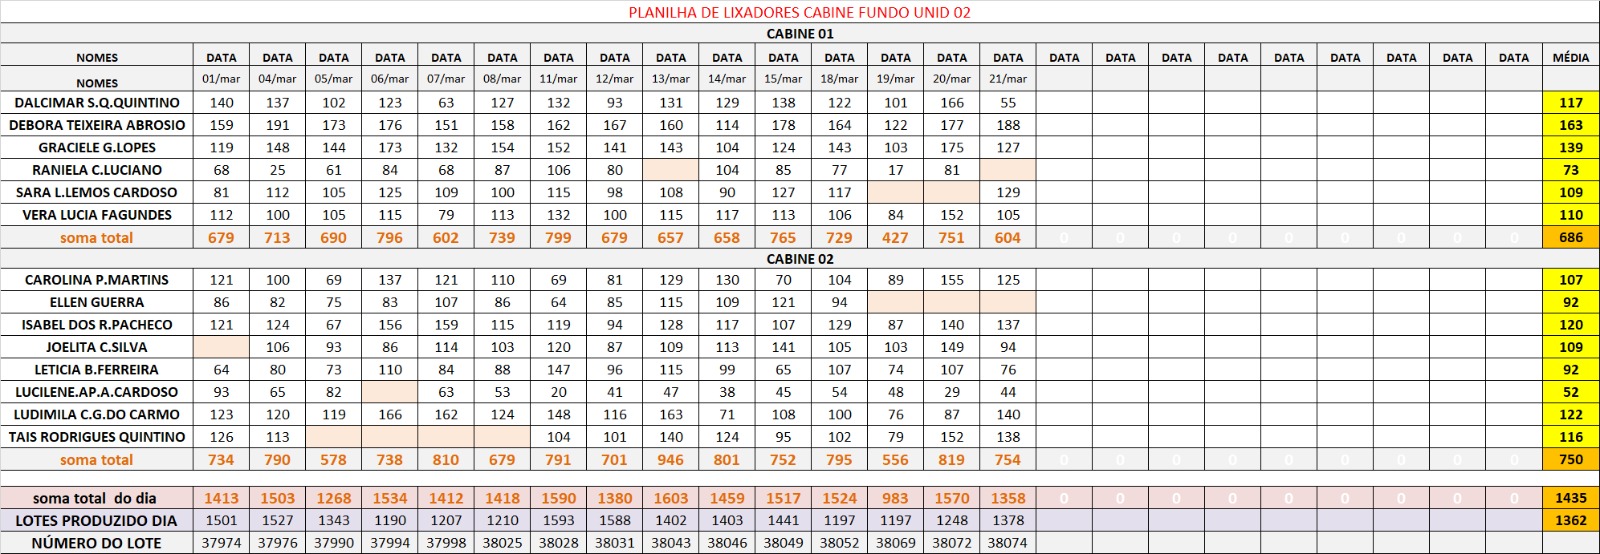 PLANILHA DE LIXADORES CABINE FUNDO UNID 02
CABINE 01
NOMES DATA DATA DATA DATA DATA DATA DATA DATA DATA DATA DATA DATA DATA DATA DATA DATA DATA DATA DATA DATA DATA DATA DATA DATA MÉDIA
NOMES 01/mar 04/mar 05/mar 06/mar 07/mar 08/mar 11/mar 12/mar 13/mar 14/mar 15/mar 18/mar 19/mar 20/mar 21/mar
DALCIMAR S.Q.QUINTINO 140 137 102 123 63 127 132 93 131 129 138 122 101 166 55 117
DEBORA TEIXEIRA ABROSIO 159 191 173 176 151 158 162 167 160 114 178 164 122 177 188 163
GRACIELE G.LOPES 119 148 144 173 132 154 152 141 143 104 124 143 103 175 127 139
RANIELA C.LUCIANO 68 25 61 84 68 87 106 80 104 85 77 17 81 73
SARA L.LEMOS CARDOSO 81 112 105 125 109 100 115 98 108 90 127 117 129 109
VERA LUCIA FAGUNDES 112 100 105 115 79 113 132 100 115 117 113 106 84 152 105 110
soma total 679 713 690 796 602 739 799 679 657 658 765 729 427 751 604 0 0 0 0 0 0 0 0 0 686
CABINE 02
CAROLINA P.MARTINS 121 100 69 137 121 110 69 81 129 130 70 104 89 155 125 107
ELLEN GUERRA 86 82 75 83 107 86 64 85 115 109 121 94 92
ISABEL DOS R.PACHECO 121 124 67 156 159 115 119 94 128 117 107 129 87 140 137 120
JOELITA C.SILVA 106 93 86 114 103 120 87 109 113 141 105 103 149 94 109
LETICIA B.FERREIRA 64 80 73 110 84 88 147 96 115 99 65 107 74 107 76 92
LUCILENE.AP.A.CARDOSO 93 65 82 63 53 20 41 47 38 45 54 48 29 44 52
LUDIMILA C.G.DO CARMO 123 120 119 166 162 124 148 116 163 71 108 100 76 87 140 122
TAIS RODRIGUES QUINTINO 126 113 104 101 140 124 95 102 79 152 138 116
soma total 734 790 578 738 810 679 791 701 946 801 752 795 556 819 754 0 0 0 0 0 0 0 0 0 750
soma total do dia 1413 1503 1268 1534 1412 1418 1590 1380 1603 1459 1517 1524 983 1570 1358 0 0 0 0 0 0 0 0 0 1435
LOTES PRODUZIDO DIA 1501 1527 1343 1190 1207 1210 1593 1588 1402 1403 1441 1197 1197 1248 1378 1362
NÚMERO DO LOTE 37974 37976 37990 37994 37998 38025 38028 38031 38043 38046 38049 38052 38069 38072 38074